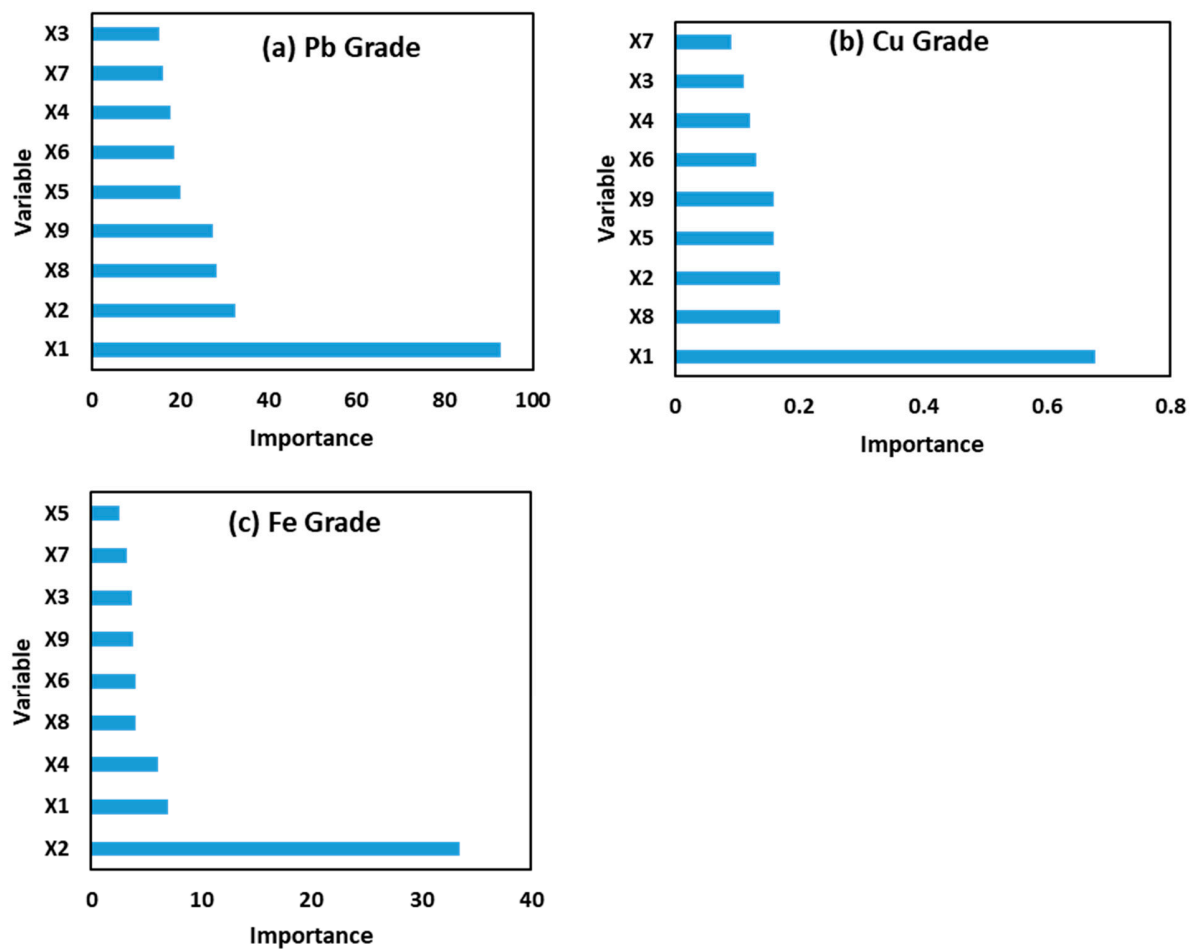 (a) Pb Grade
Variable
X3
X7
X4
X6
X5
X9
X8
X2
X1
0 20 40 60 80 100
Importance
(b) Cu Grade
Variable
X7
X3
X4
X6
X9
X5
X2
X8
X1
0 0.2 0.4 0.6 0.8
Importance
(c) Fe Grade
Variable
X5
X7
X3
X9
X6
X8
X4
X1
X2
0 10 20 30 40
Importance